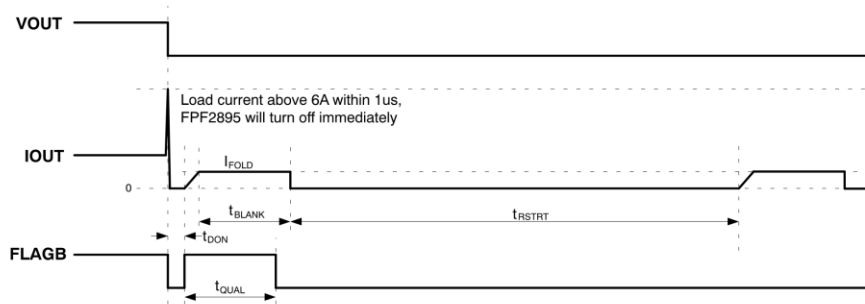 VOUT
Load current above 6A within 1us,
FPF2895 will turn off immediately
IOUT
IFOLD
0
tBLANK
tRSTRT
tDON
FLAGB
tQUAL